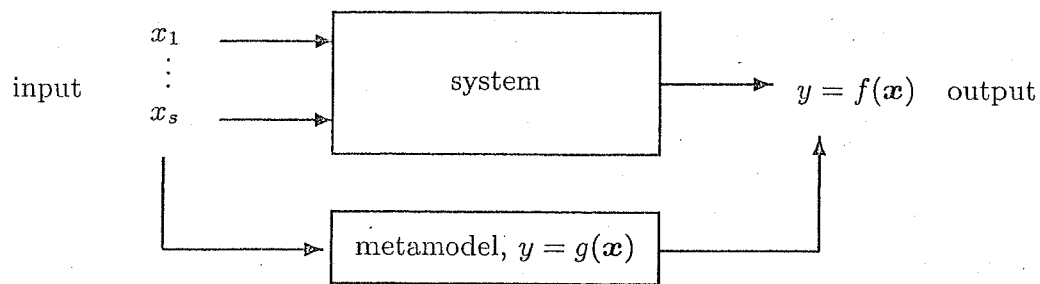 x_1
⋮
input
system
y = f(x) output
x_s
metamodel, y = g(x)